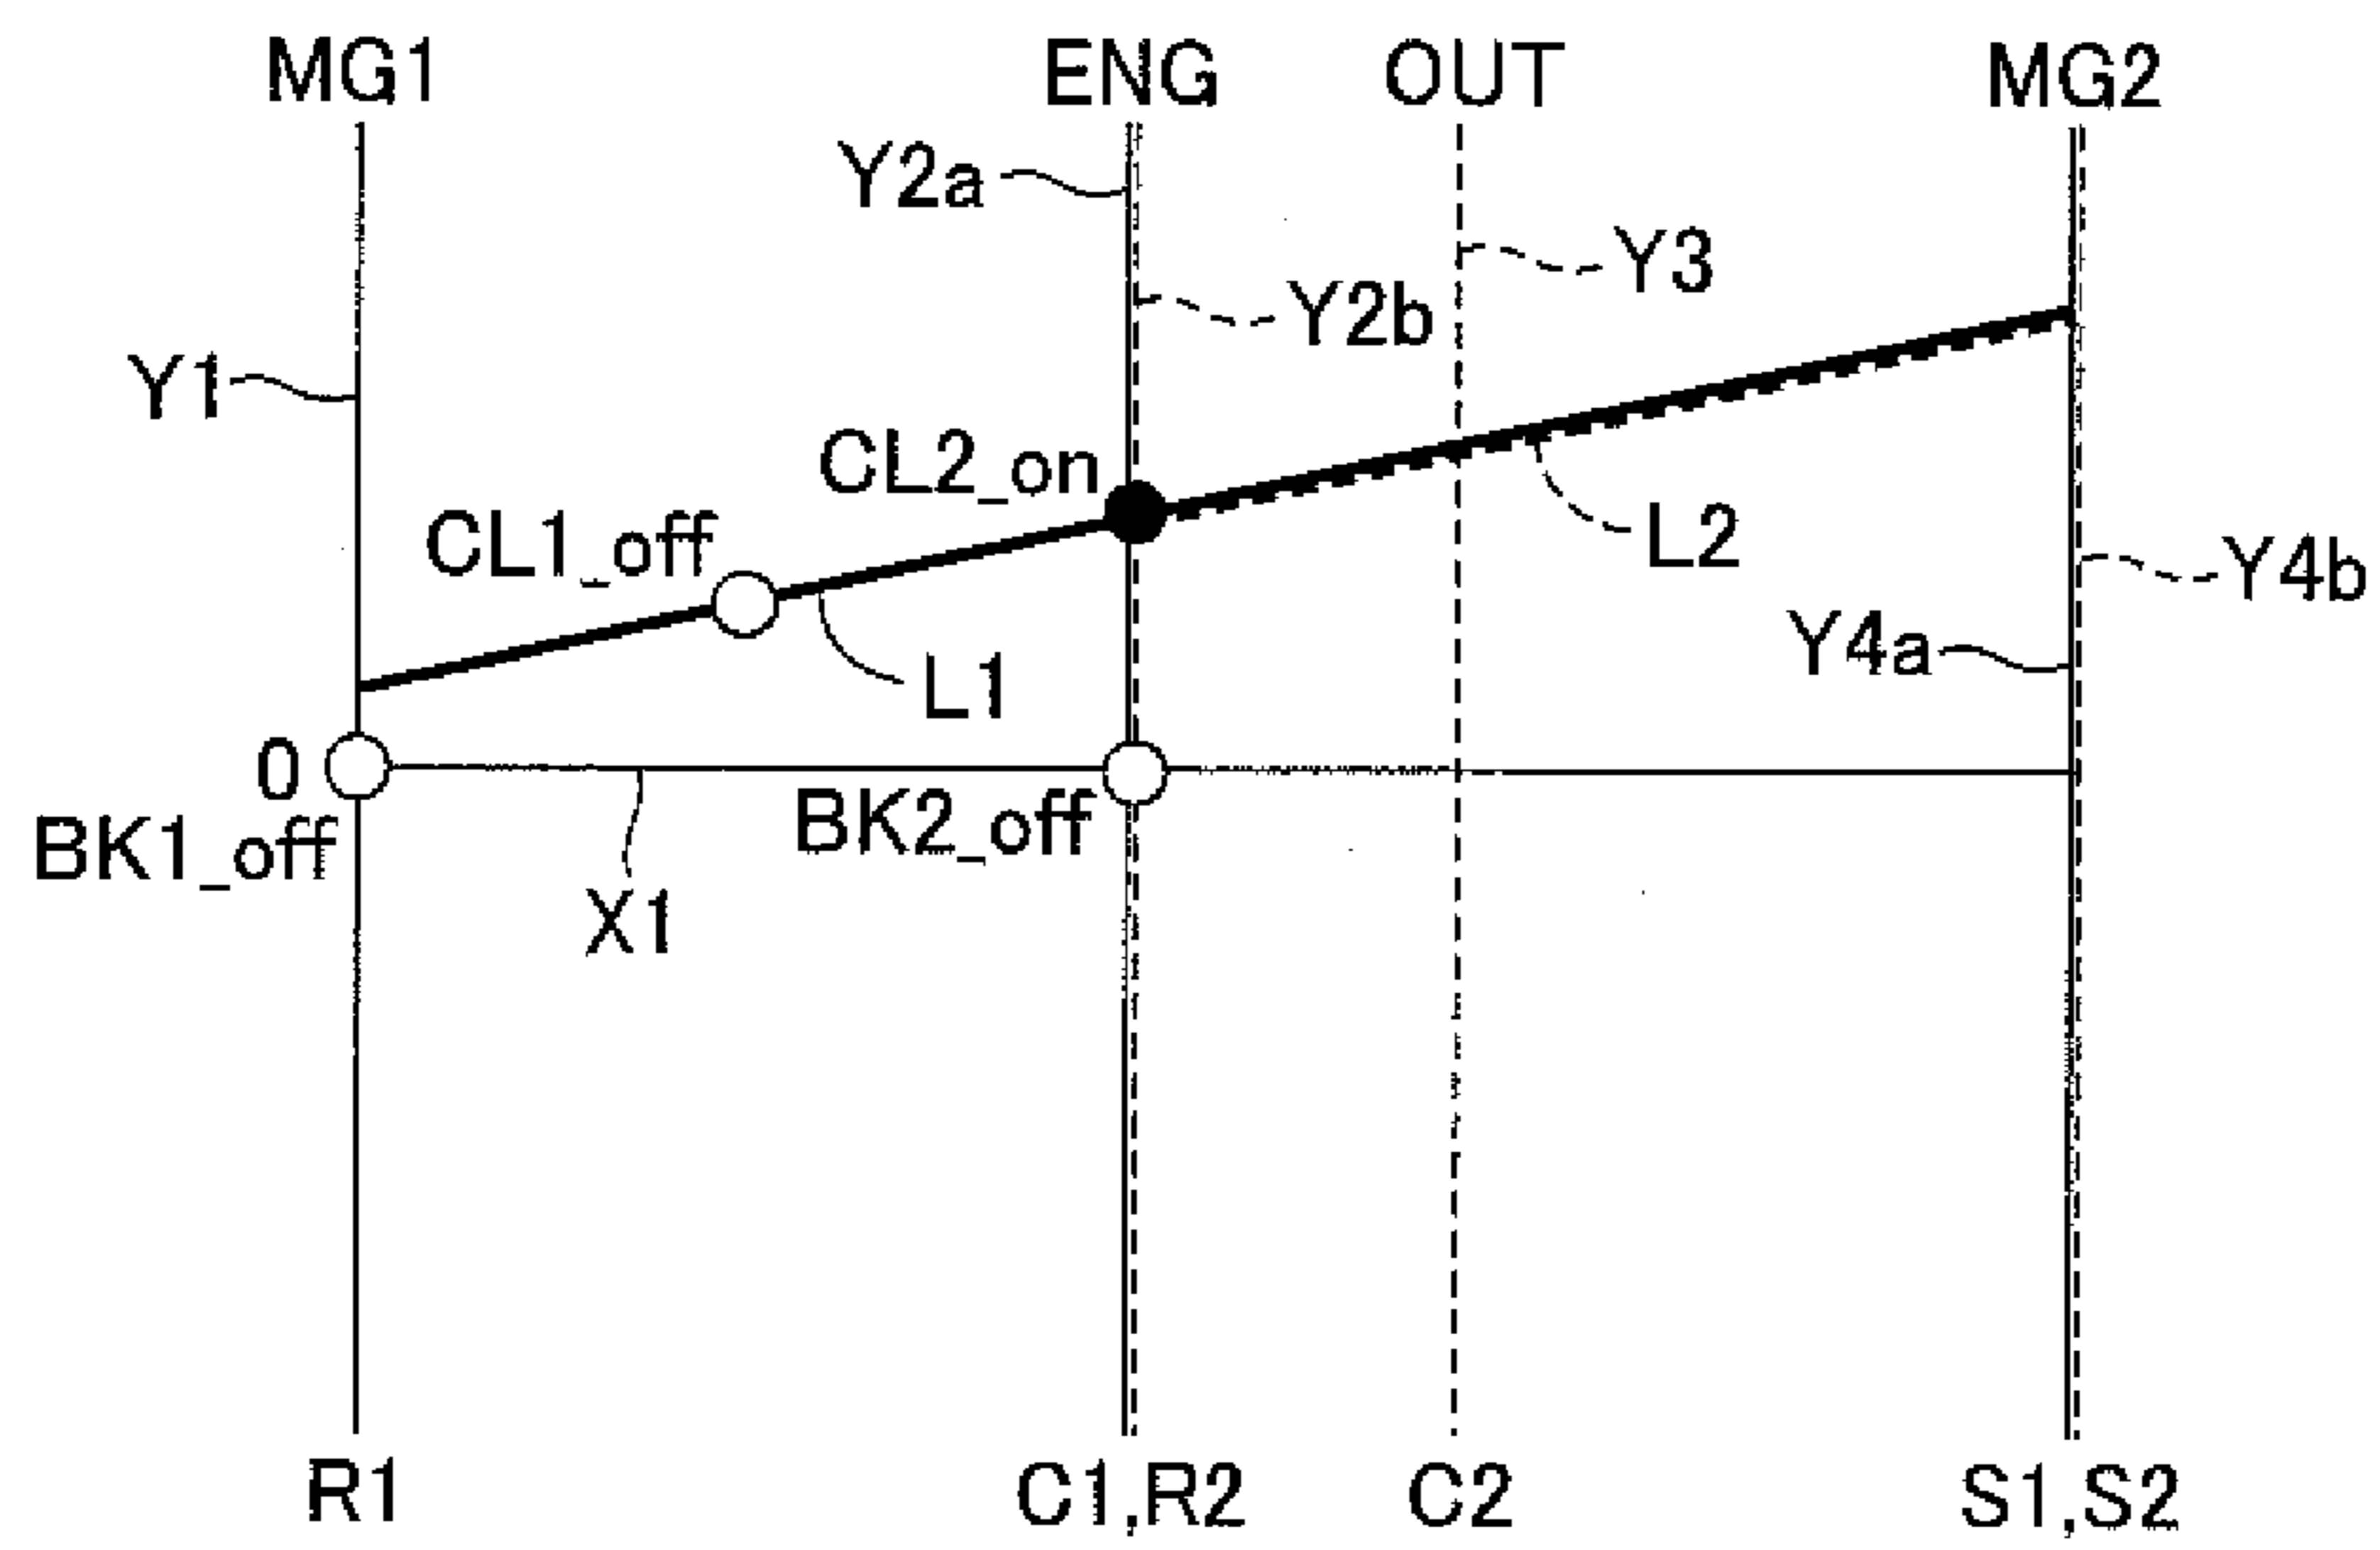 MG1 ENG OUT MG2
Y2a
Y3
Y2b
Y1
CL2_on
CL1_off
L2
Y4b
Y4a
L1
0
BK1_off
BK2_off
X1
R1 C1,R2 C2 S1,S2